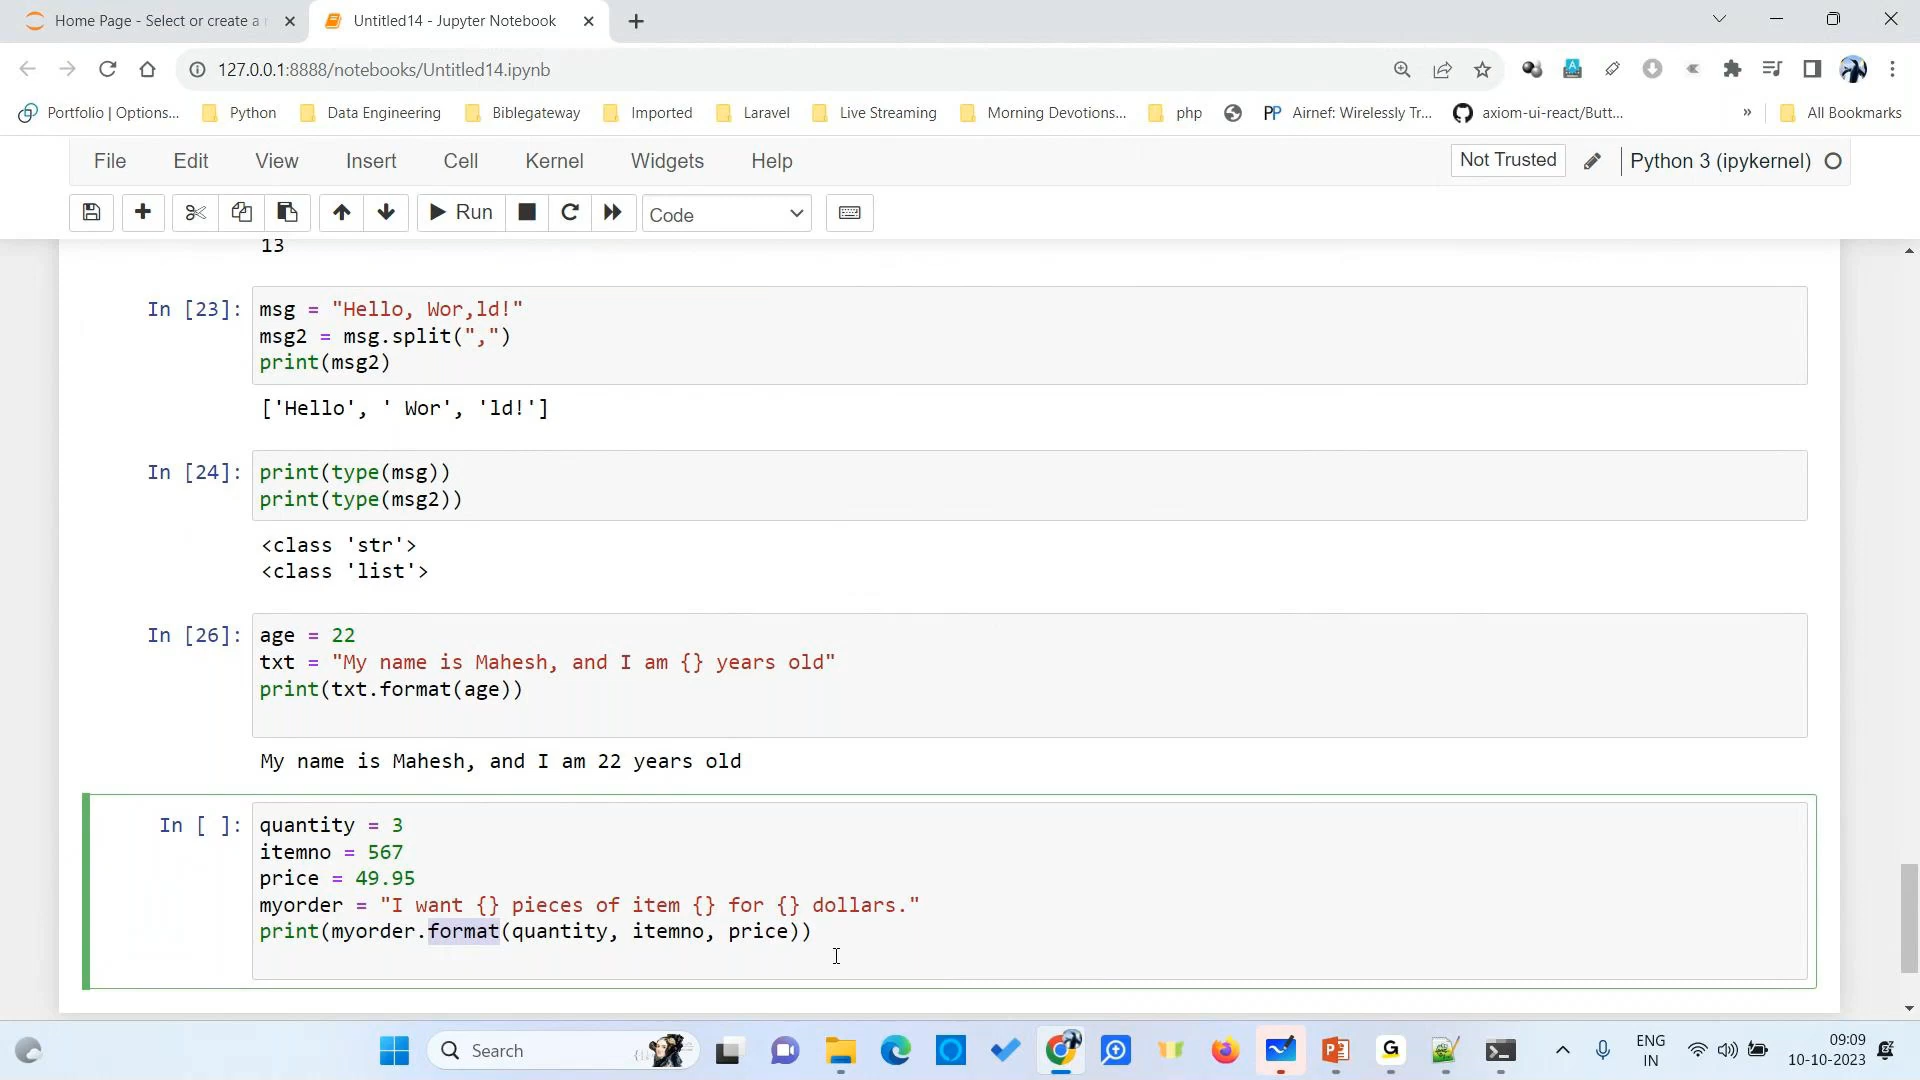 Home Page - Select or create a
Untitled14 - Jupyter Notebook
127.0.0.1:8888/notebooks/Untitled14.ipynb
Portfolio | Options...
Python
Data Engineering
Biblegateway
Imported
Laravel
Live Streaming
Morning Devotions...
php
PP Airnef: Wirelessly Tr...
axiom-ui-react/Butt...
»
All Bookmarks
File Edit View Insert Cell Kernel Widgets Help
Not Trusted
Python 3 (ipykernel)
Run
Code
13
In [23]: msg = "Hello, Wor,ld!"
msg2 = msg.split(",")
print(msg2)
['Hello', ' Wor', 'ld!']
In [24]: print(type(msg))
print(type(msg2))
<class 'str'>
<class 'list'>
In [26]: age = 22
txt = "My name is Mahesh, and I am {} years old"
print(txt.format(age))
My name is Mahesh, and I am 22 years old
In [ ]: quantity = 3
itemno = 567
price = 49.95
myorder = "I want {} pieces of item {} for {} dollars."
print(myorder.format(quantity, itemno, price))
Search
ENG
IN
09:09
10-10-2023